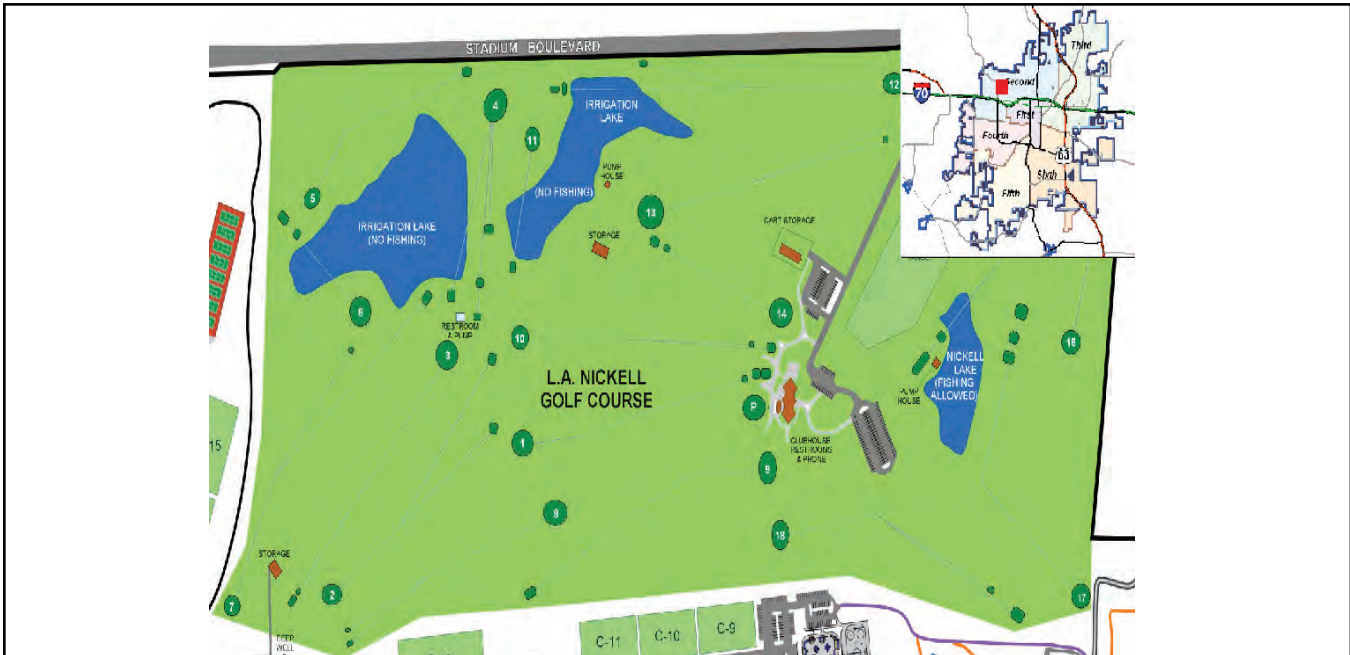 STADIUM BOULEVARD
Third
Second
70
First
Fourth
63
Sixth
Fifth
12
4
IRRIGATION
LAKE
11
PUMP
HOUSE
(NO FISHING)
5
13
IRRIGATION LAKE
(NO FISHING)
STORAGE
CART STORAGE
6
14
RESTROOM
& PUMP
10
3
16
L.A. NICKELL
GOLF COURSE
NICKELL
LAKE
(FISHING
ALLOWED)
PUMP
HOUSE
P
15
1
CLUBHOUSE
RESTROOMS
& PHONE
9
8
18
STORAGE
7
2
17
DEEP
WELL
C-11
C-10
C-9